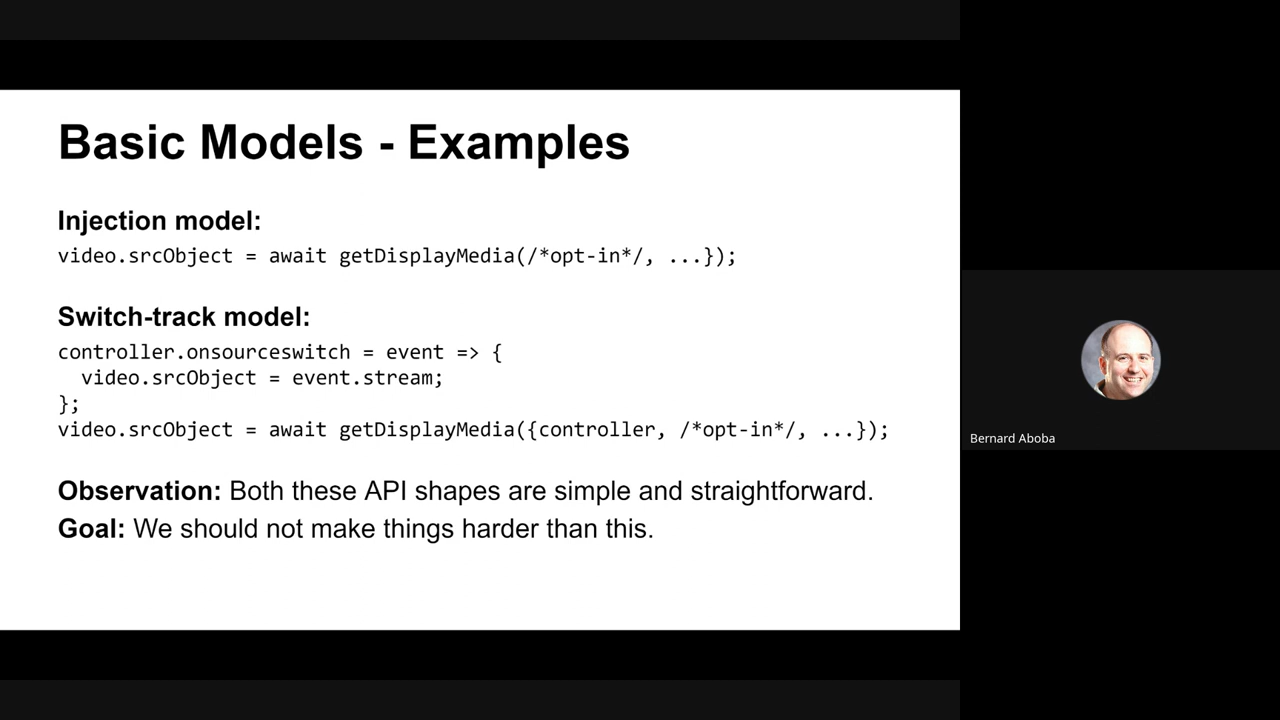 Basic Models - Examples
Injection model:
video.srcObject = await getDisplayMedia(/*opt-in*/, ...});
Switch-track model:
controller.onsourceswitch = event => {
  video.srcObject = event.stream;
};
video.srcObject = await getDisplayMedia({controller, /*opt-in*/, ...});
Observation: Both these API shapes are simple and straightforward.
Goal: We should not make things harder than this.
Bernard Aboba